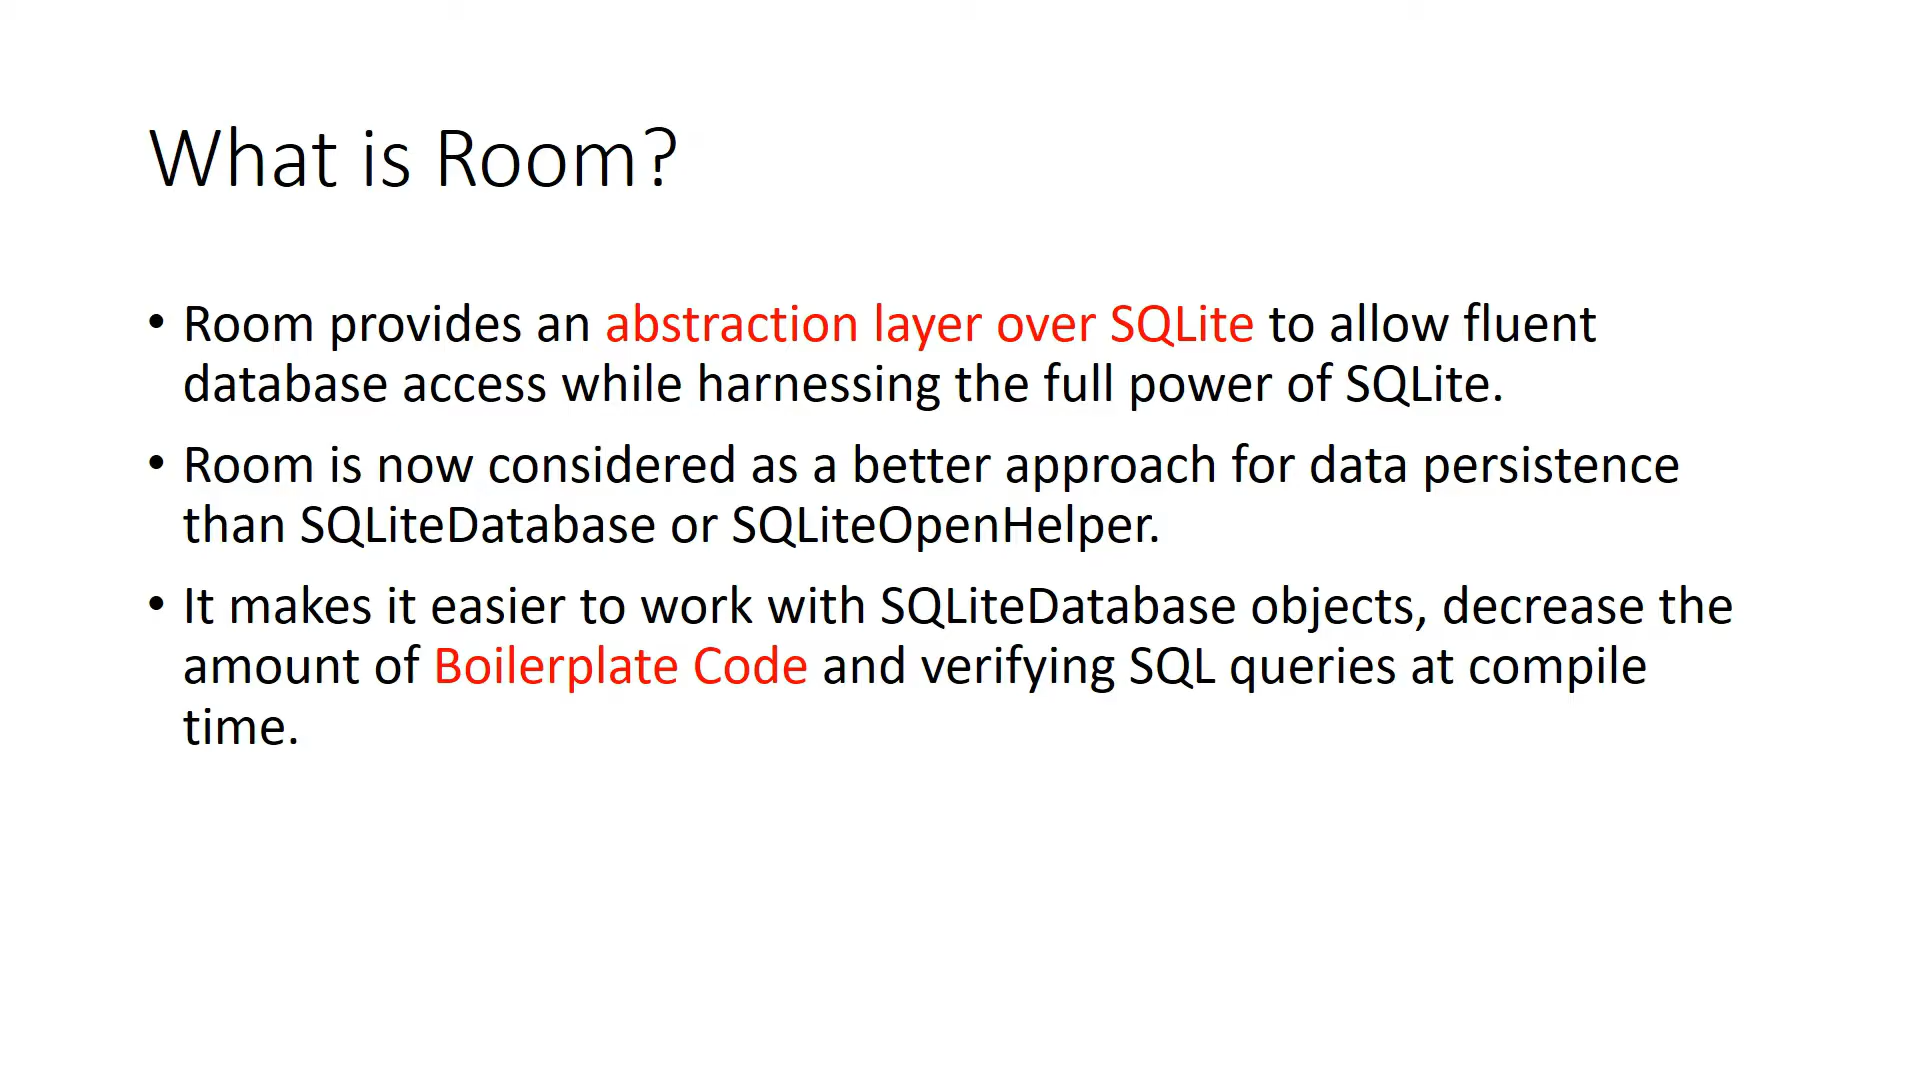 What is Room?
• Room provides an abstraction layer over SQLite to allow fluent
database access while harnessing the full power of SQLite.
• Room is now considered as a better approach for data persistence
than SQLiteDatabase or SQLiteOpenHelper.
• It makes it easier to work with SQLiteDatabase objects, decrease the
amount of Boilerplate Code and verifying SQL queries at compile
time.